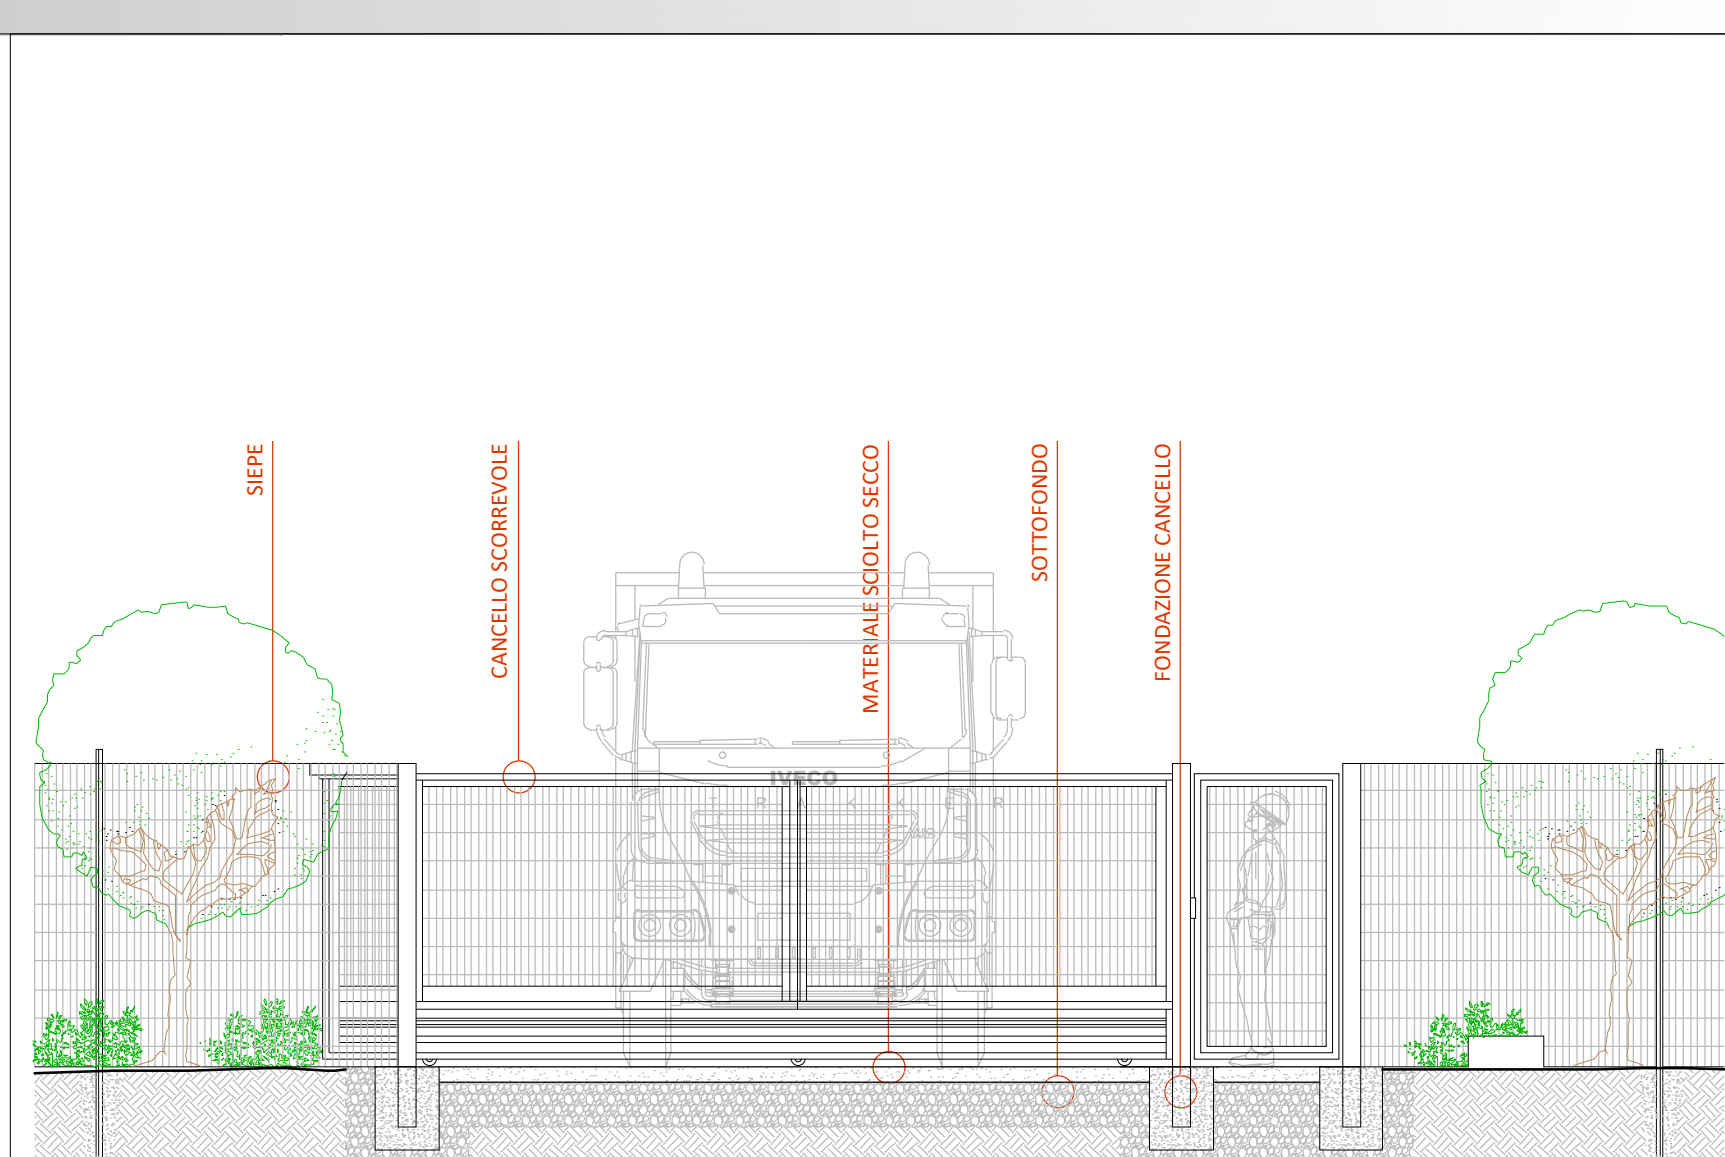 SIEPE
CANCELLO SCORREVOLE
MATERIALE SCIOLTO SECCO
SOTTOFONDO
FONDAZIONE CANCELLO
IVECO